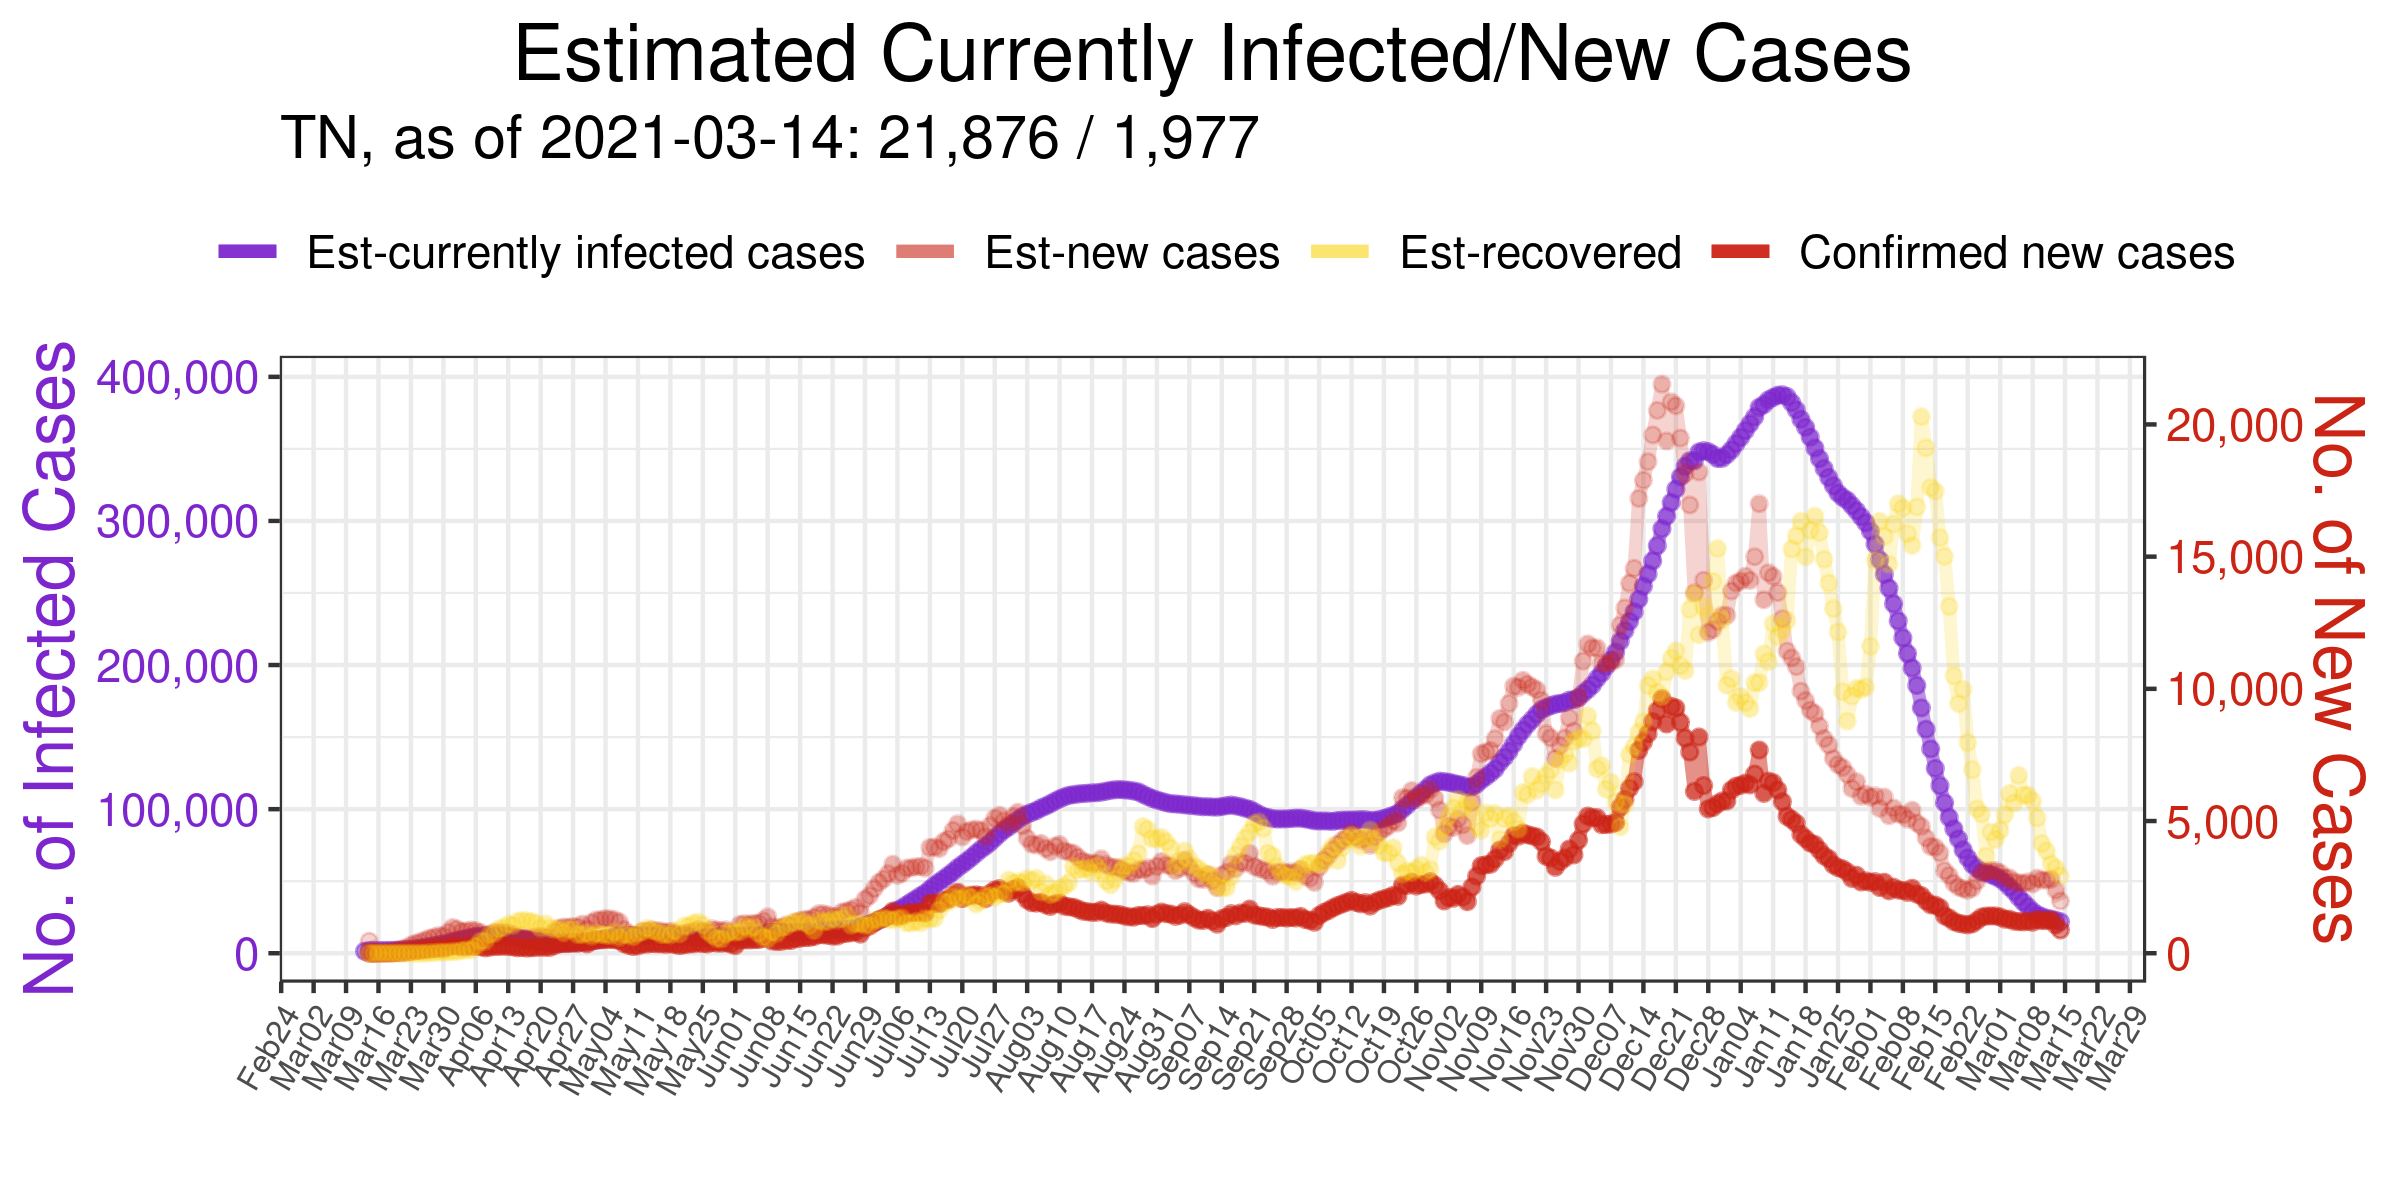 Estimated Currently Infected/New Cases
TN, as of 2021-03-14: 21,876 / 1,977
Est-currently infected cases Est-new cases Est-recovered Confirmed new cases
No. of Infected Cases
400,000
300,000
200,000
100,000
0
20,000
15,000
10,000
5,000
0
No. of New Cases
Feb24 Mar02 Mar09 Mar16 Mar23 Mar30 Apr06 Apr13 Apr20 Apr27 May04 May11 May18 May25 Jun01 Jun08 Jun15 Jun22 Jun29 Jul06 Jul13 Jul20 Jul27 Aug03 Aug10 Aug17 Aug24 Aug31 Sep07 Sep14 Sep21 Sep28 Oct05 Oct12 Oct19 Oct26 Nov02 Nov09 Nov16 Nov23 Nov30 Dec07 Dec14 Dec21 Dec28 Jan04 Jan11 Jan18 Jan25 Feb01 Feb08 Feb15 Feb22 Mar01 Mar08 Mar15 Mar22 Mar29